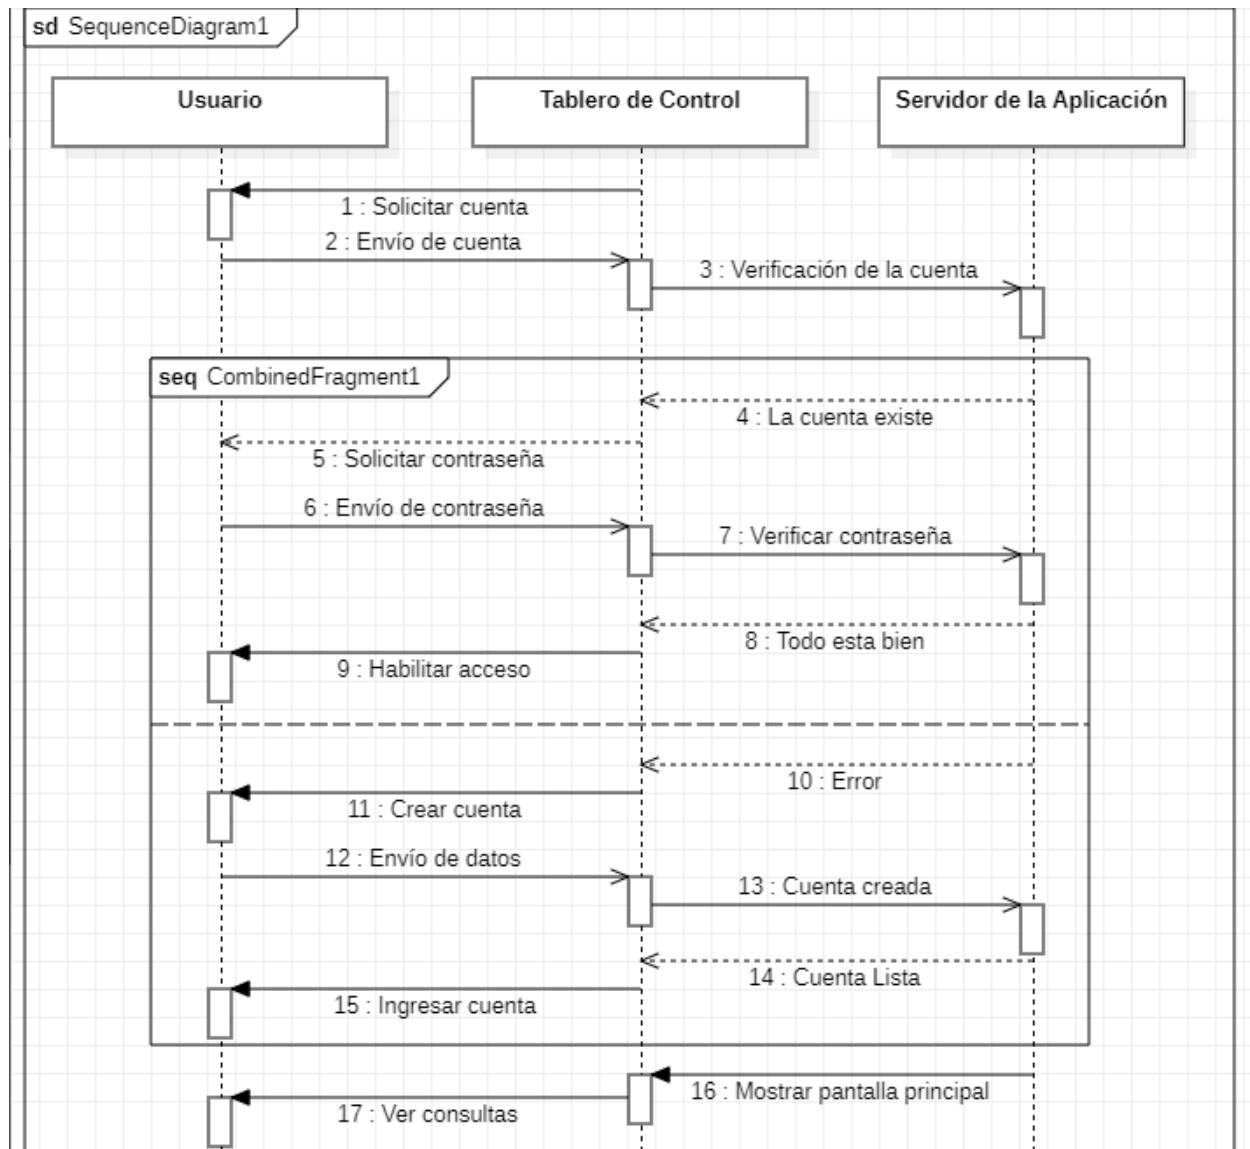 sd SequenceDiagram1
Usuario
Tablero de Control
Servidor de la Aplicación
1 : Solicitar cuenta
2 : Envío de cuenta
3 : Verificación de la cuenta
seq CombinedFragment1
4 : La cuenta existe
5 : Solicitar contraseña
6 : Envío de contraseña
7 : Verificar contraseña
8 : Todo esta bien
9 : Habilitar acceso
10 : Error
11 : Crear cuenta
12 : Envío de datos
13 : Cuenta creada
14 : Cuenta Lista
15 : Ingresar cuenta
16 : Mostrar pantalla principal
17 : Ver consultas